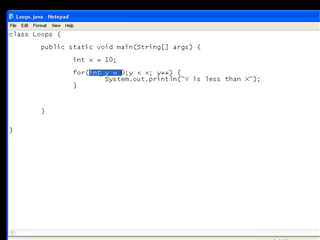 Loops.java - Notepad
File Edit Format View Help
class Loops {
public static void main(String[] args) {
int x = 10;
for(int y = 0;y < x; y++) {
System.out.println("Y is less than X");
}
}
}